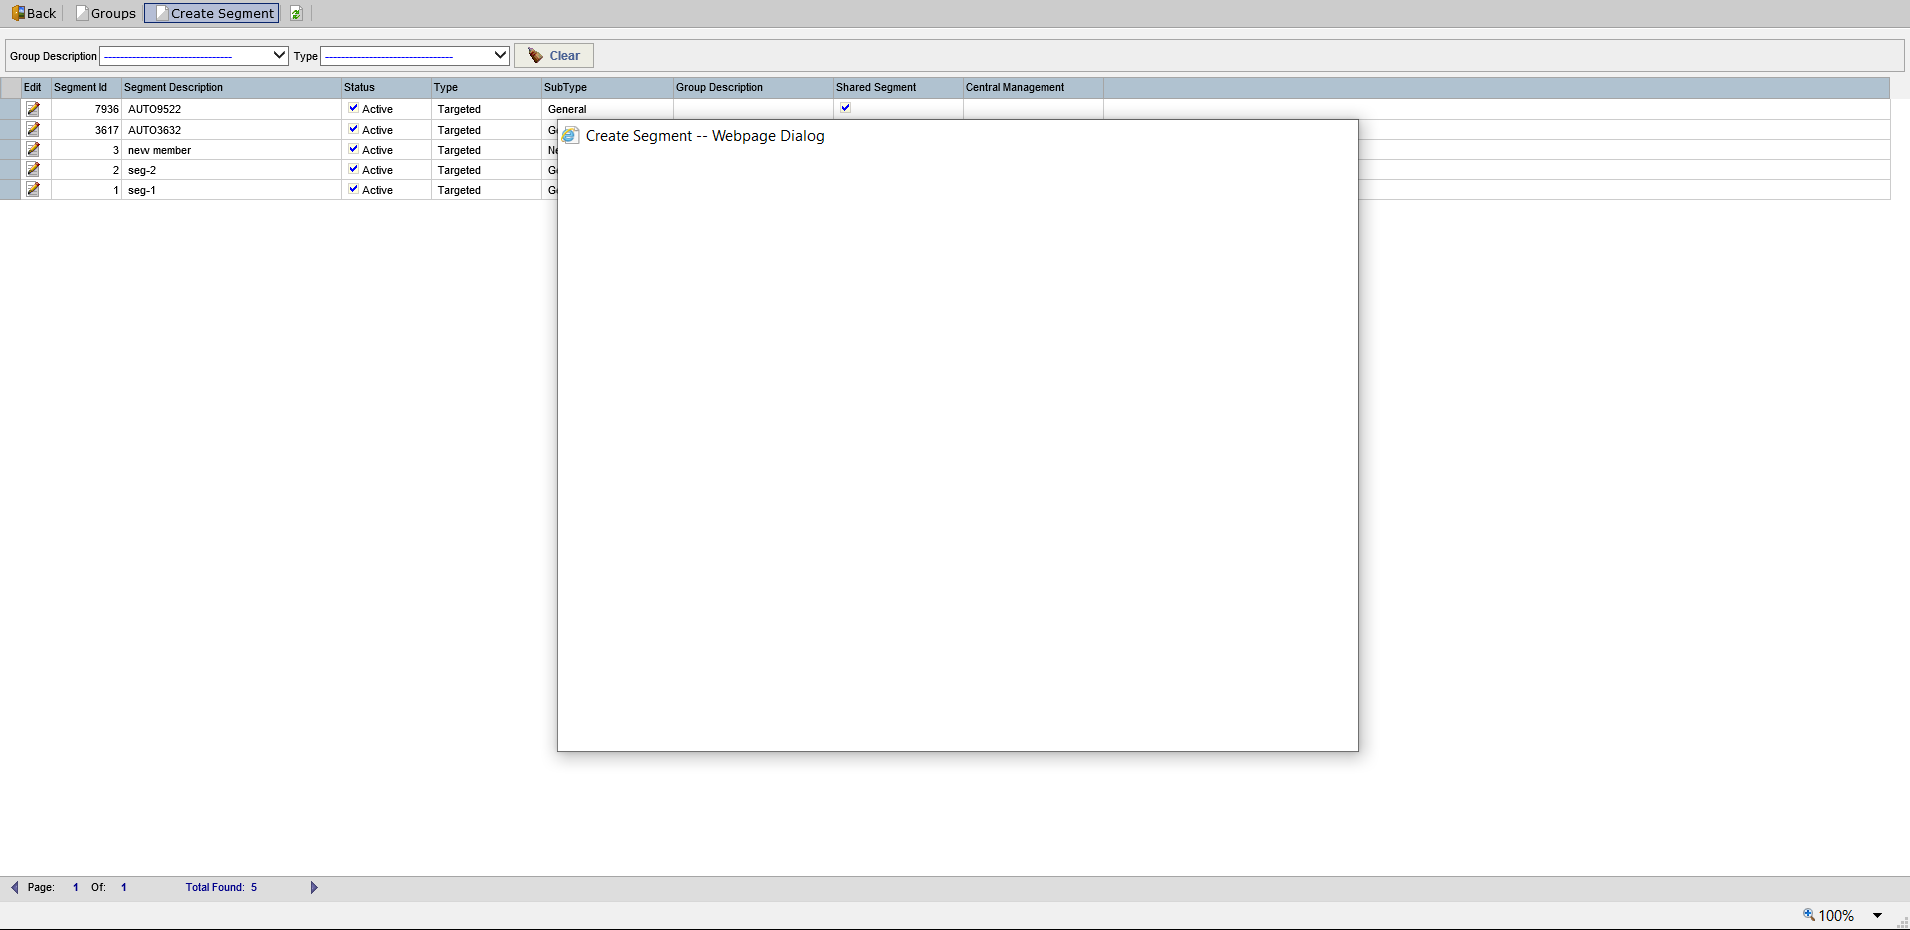 Back Groups Create Segment
Group Description -------------------------------- Type -------------------------------- Clear
Edit Segment Id Segment Description Status Type SubType Group Description Shared Segment Central Management
7936 AUTO9522 Active Targeted General
3617 AUTO3632 Active Targeted
3 new member Active Targeted
2 seg-2 Active Targeted
1 seg-1 Active Targeted
Create Segment -- Webpage Dialog
Page: 1 Of: 1 Total Found: 5
100%